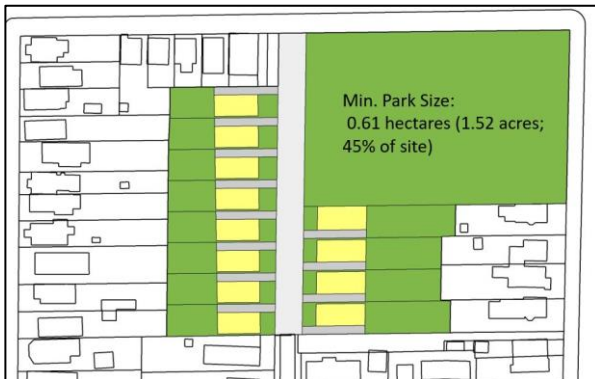 Min. Park Size:
0.61 hectares (1.52 acres;
45% of site)